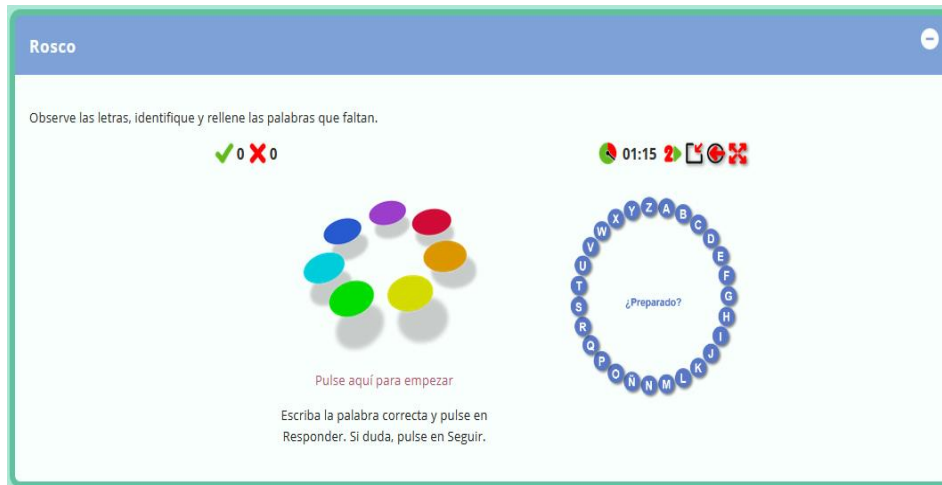 Rosco
Observe las letras, identifique y rellene las palabras que faltan.
0 0
01:15 2
A B C D E F G H I J K L M N Ñ O P Q R S T U V W X Y Z
¿Preparado?
Pulse aquí para empezar
Escriba la palabra correcta y pulse en
Responder. Si duda, pulse en Seguir.